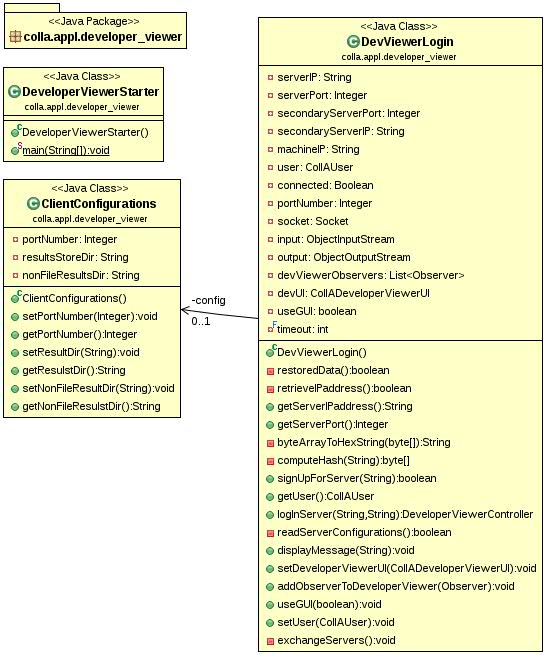 <<Java Package>>
colla.appl.developer_viewer
<<Java Class>>
DeveloperViewerStarter
colla.appl.developer_viewer
DeveloperViewerStarter()
main(String[]):void
<<Java Class>>
ClientConfigurations
colla.appl.developer_viewer
portNumber: Integer
resultsStoreDir: String
nonFileResultsDir: String
ClientConfigurations()
setPortNumber(Integer):void
getPortNumber():Integer
setResultDir(String):void
getResulstDir():String
setNonFileResultDir(String):void
getNonFileResulstDir():String
-config
0..1
<<Java Class>>
DevViewerLogin
colla.appl.developer_viewer
serverIP: String
serverPort: Integer
secondaryServerPort: Integer
secondaryServerIP: String
machineIP: String
user: CollAUser
connected: Boolean
portNumber: Integer
socket: Socket
input: ObjectInputStream
output: ObjectOutputStream
devViewerObservers: List<Observer>
devUI: CollADeveloperViewerUI
useGUI: boolean
timeout: int
DevViewerLogin()
restoredData():boolean
retrieveIPaddress():boolean
getServerIPaddress():String
getServerPort():Integer
byteArrayToHexString(byte[]):String
computeHash(String):byte[]
signUpForServer(String):boolean
getUser():CollAUser
logInServer(String,String):DeveloperViewerController
readServerConfigurations():boolean
displayMessage(String):void
setDeveloperViewerUI(CollADeveloperViewerUI):void
addObserverToDeveloperViewer(Observer):void
useGUI(boolean):void
setUser(CollAUser):void
exchangeServers():void